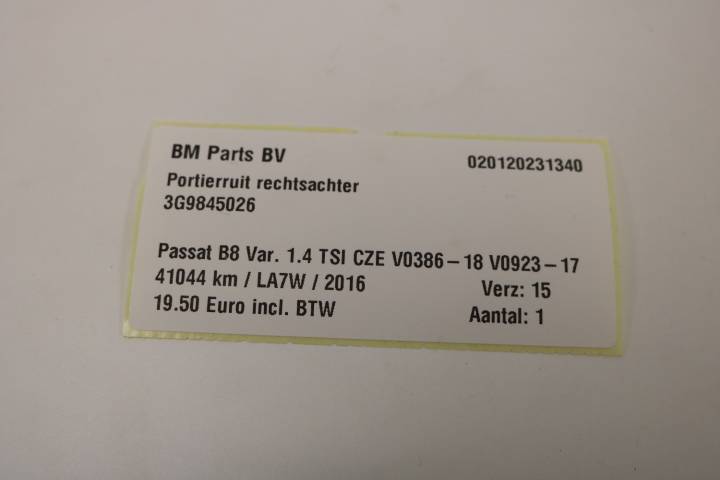 BM Parts BV 020120231340
Portierruit rechtsachter
3G9845026
Passat B8 Var. 1.4 TSI CZE V0386-18 V0923-17
41044 km / LA7W / 2016 Verz: 15
19.50 Euro incl. BTW Aantal: 1